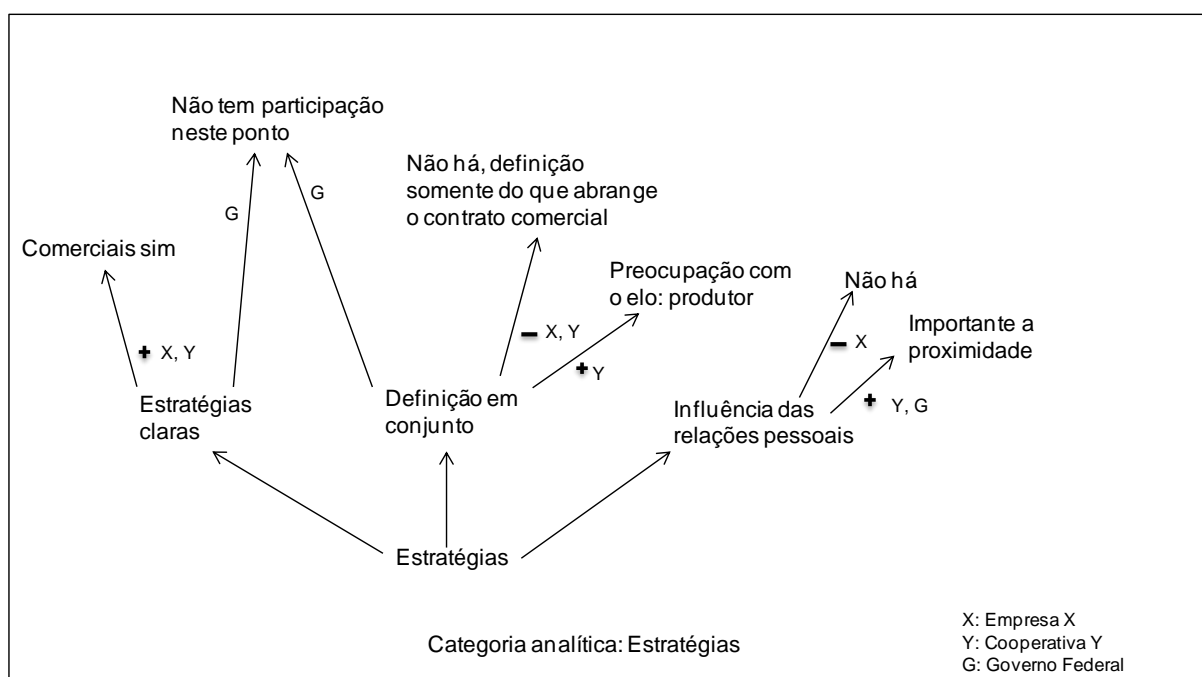 Não tem participação
neste ponto
Não há, definição
somente do que abrange
o contrato comercial
G
G
Comerciais sim
Preocupação com
o elo: produtor
Não há
Importante a
proximidade
+ X, Y
− X, Y
+ Y
− X
+ Y, G
Estratégias
claras
Definição em
conjunto
Influência das
relações pessoais
Estratégias
Categoria analítica: Estratégias
X: Empresa X
Y: Cooperativa Y
G: Governo Federal